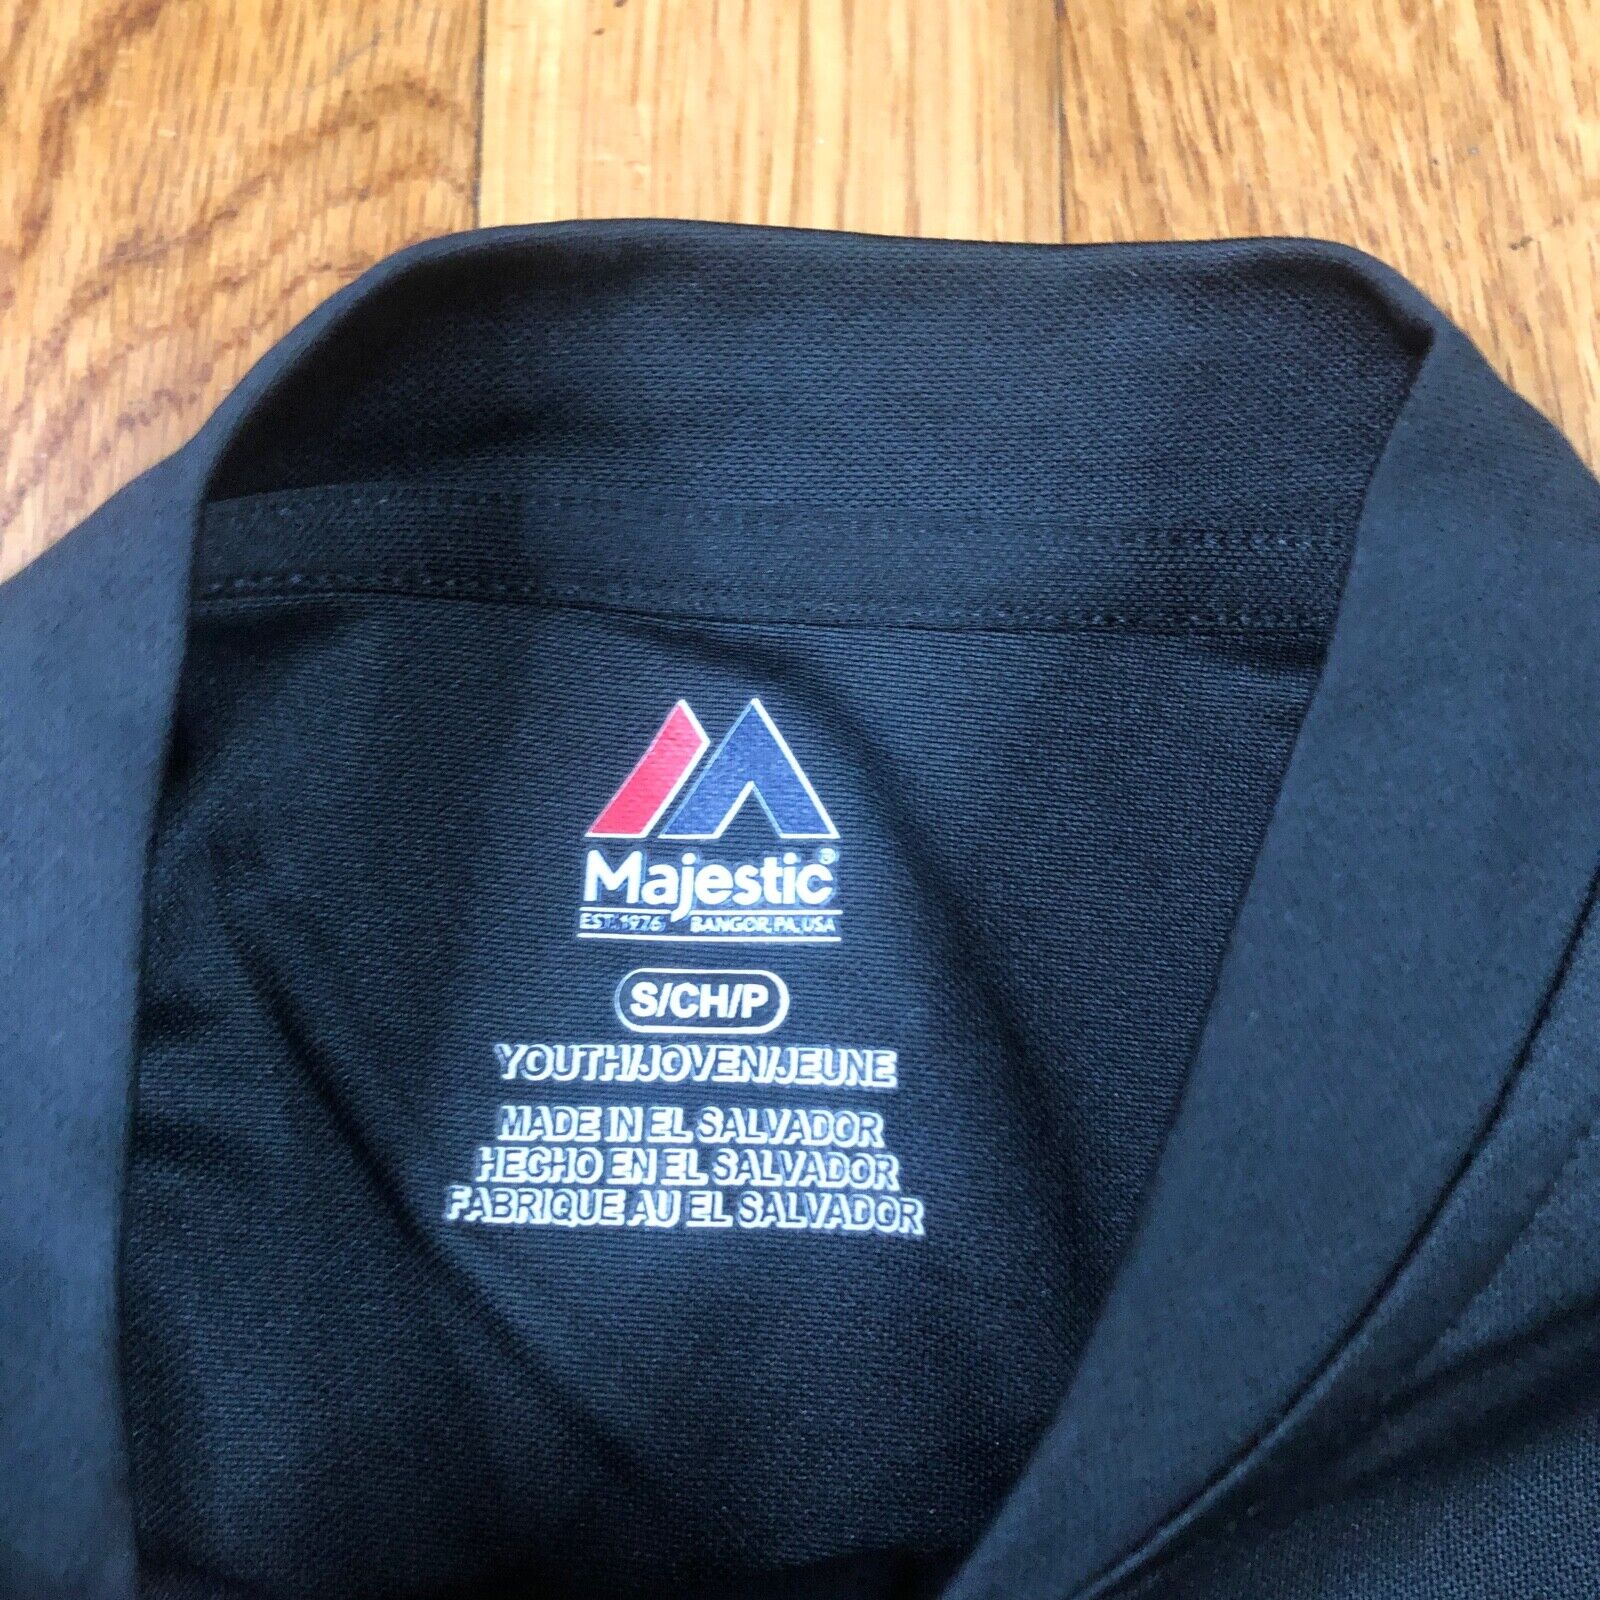 Majestic®
EST. 1976 BANGOR, PA, USA
S/CH/P
YOUTH/JOVEN/JEUNE
MADE IN EL SALVADOR
HECHO EN EL SALVADOR
FABRIQUE AU EL SALVADOR